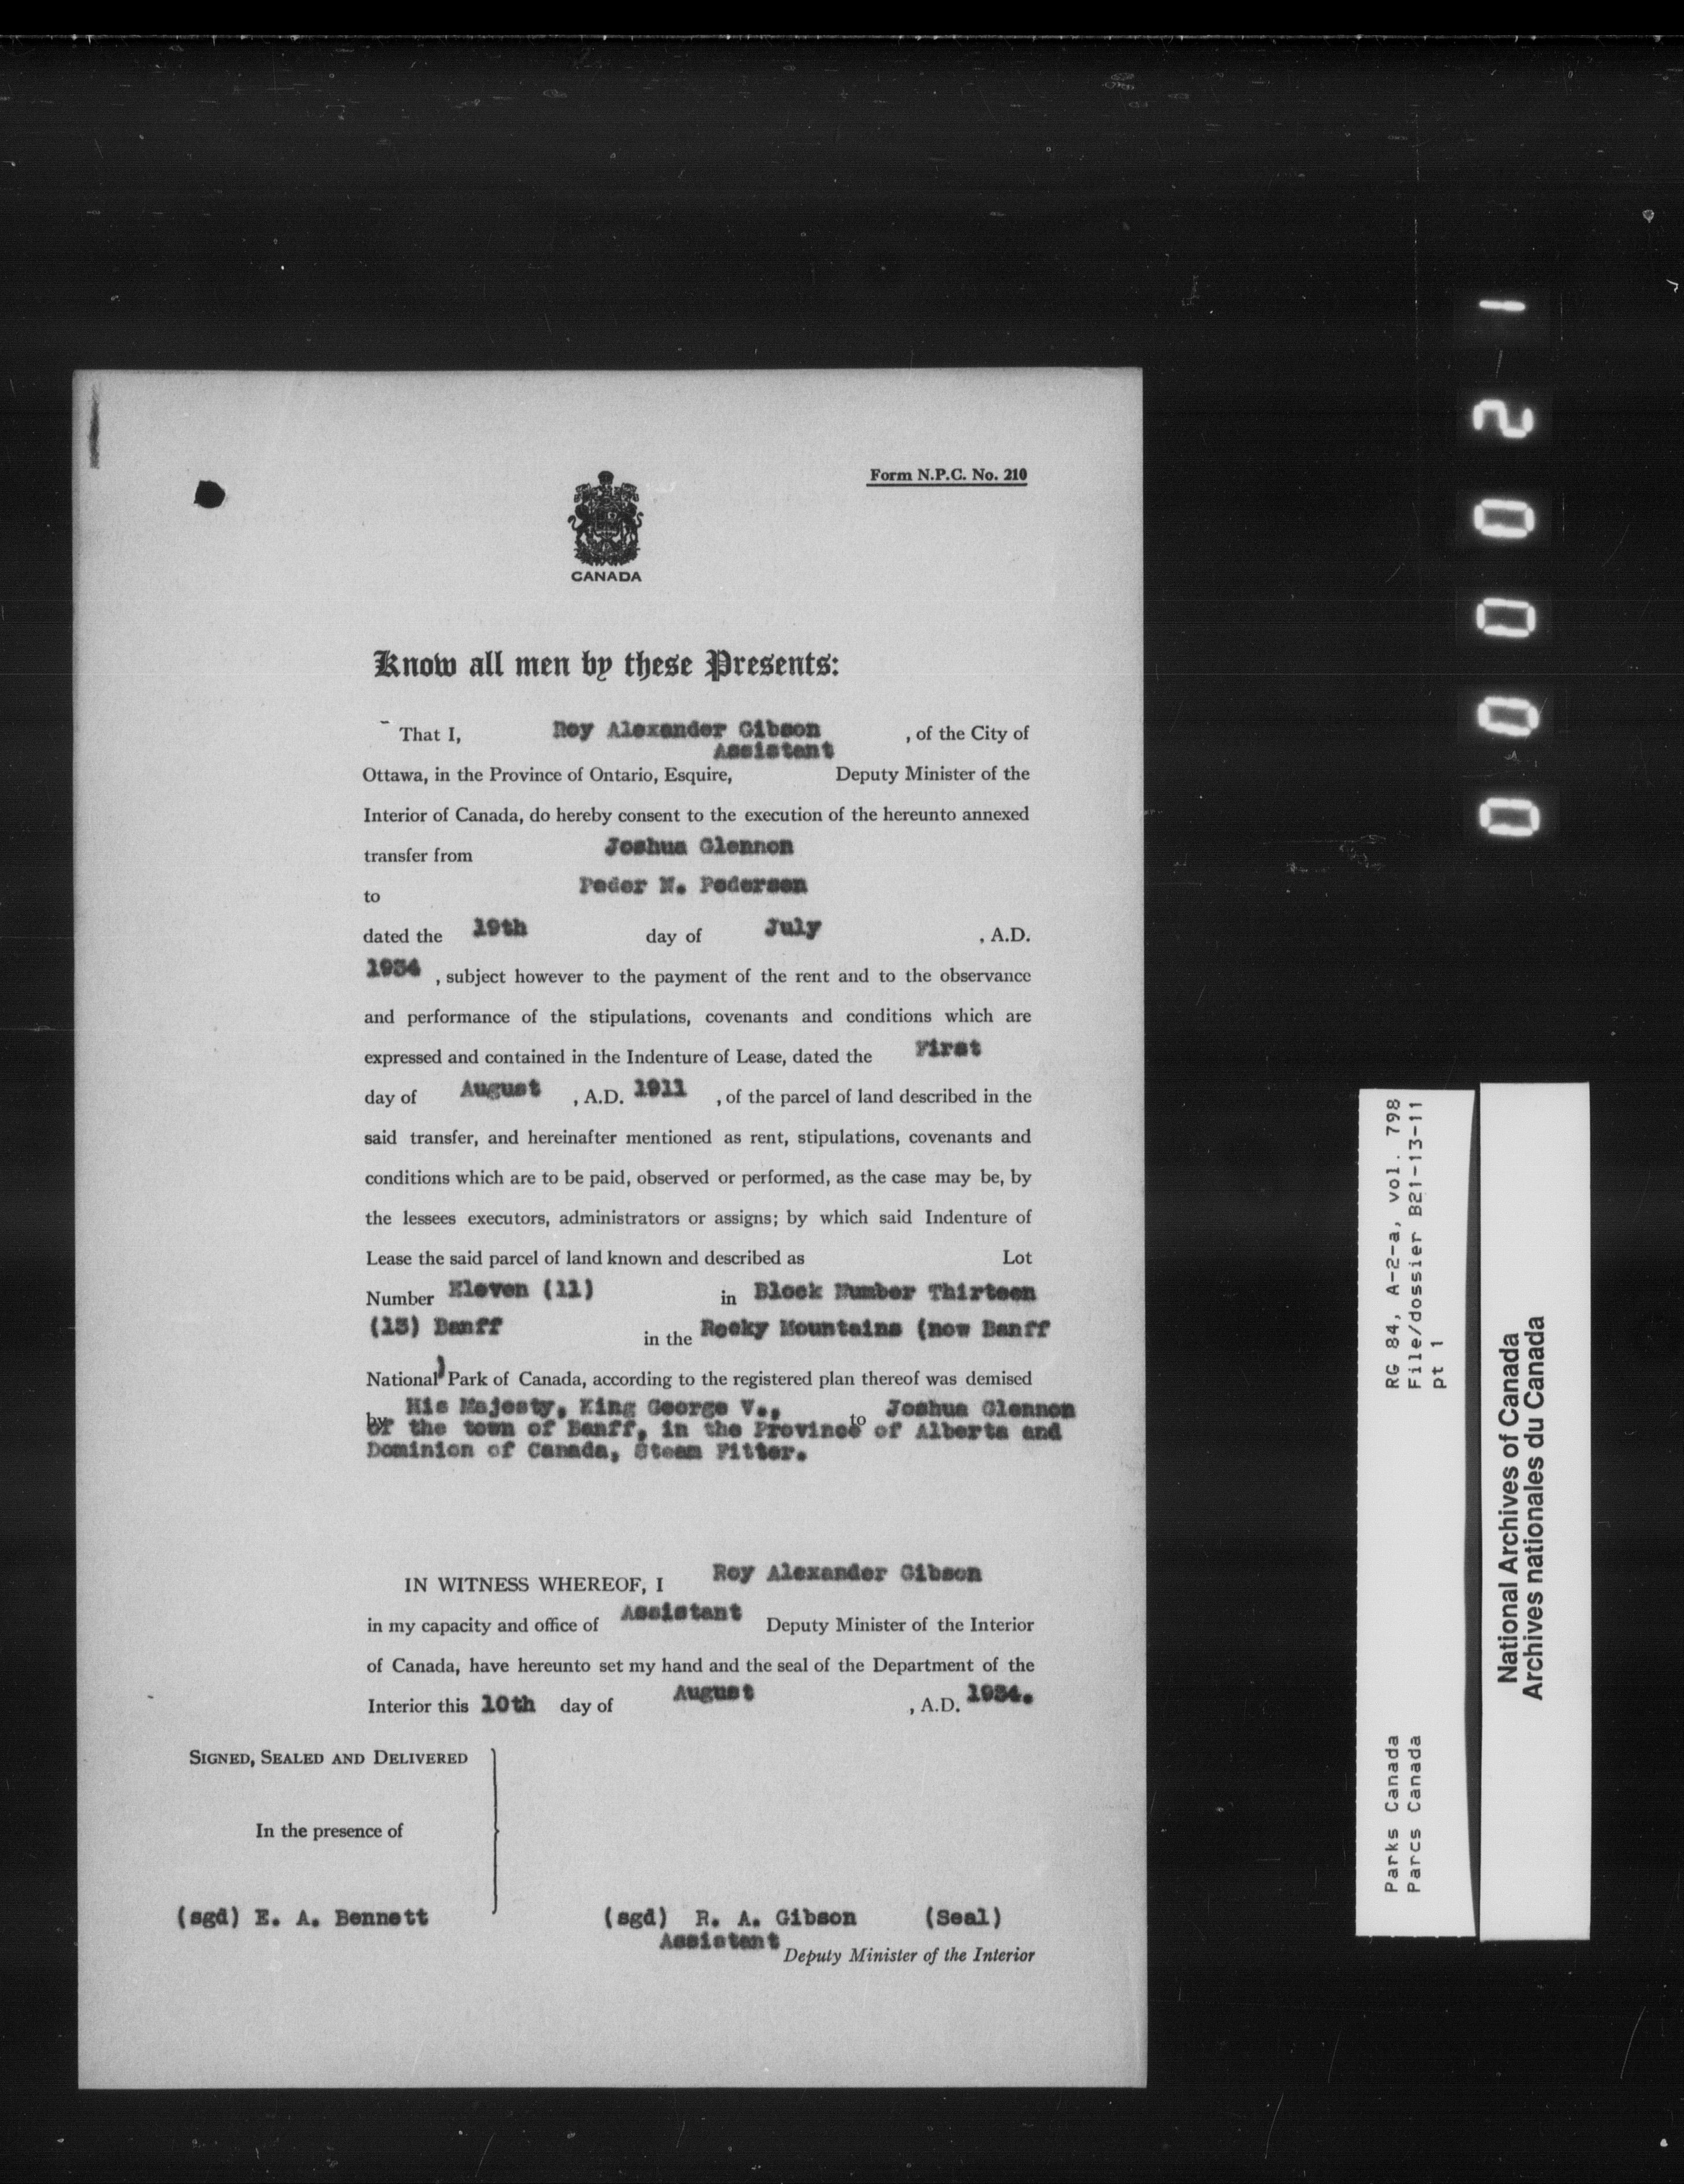 Form N.P.C. No. 210
CANADA
Know all men by these Presents:
That I, Roy Alexander Gibson , of the City of
Assistant
Ottawa, in the Province of Ontario, Esquire, Deputy Minister of the
Interior of Canada, do hereby consent to the execution of the hereunto annexed
transfer from Joshua Glennon
to Peder N. Pedersen
dated the 19th day of July , A.D.
1934 , subject however to the payment of the rent and to the observance
and performance of the stipulations, covenants and conditions which are
expressed and contained in the Indenture of Lease, dated the First
day of August , A.D. 1911 , of the parcel of land described in the
said transfer, and hereinafter mentioned as rent, stipulations, covenants and
conditions which are to be paid, observed or performed, as the case may be, by
the lessees executors, administrators or assigns; by which said Indenture of
Lease the said parcel of land known and described as Lot
Number Eleven (11) in Block Number Thirteen
(13) Banff in the Rocky Mountains (now Banff
National) Park of Canada, according to the registered plan thereof was demised
by His Majesty, King George V., to Joshua Glennon
of the town of Banff, in the Province of Alberta and
Dominion of Canada, Steam Fitter.
IN WITNESS WHEREOF, I Roy Alexander Gibson
in my capacity and office of Assistant Deputy Minister of the Interior
of Canada, have hereunto set my hand and the seal of the Department of the
Interior this 10th day of August , A.D. 1934.
SIGNED, SEALED AND DELIVERED
In the presence of
(sgd) E. A. Bennett (sgd) R. A. Gibson (Seal)
Assistant
Deputy Minister of the Interior
000021
RG 84, A-2-a, vol. 798
File/dossier B21-13-11
pt 1
Parks Canada
Parcs Canada
National Archives of Canada
Archives nationales du Canada